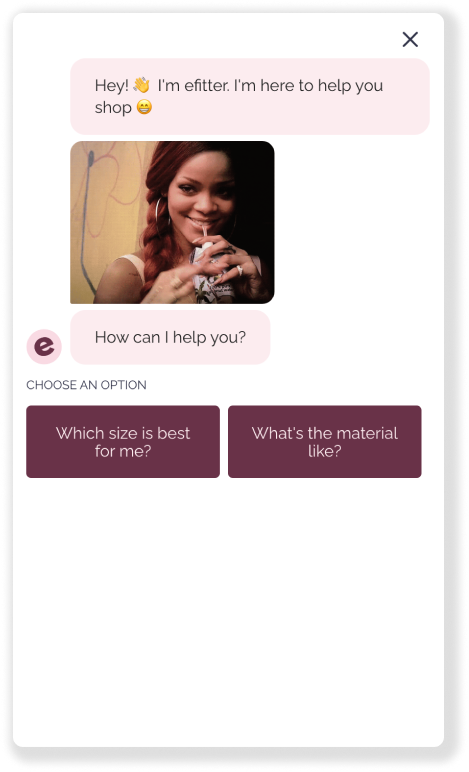 Hey! 👋 I'm efitter. I'm here to help you
shop 😁
How can I help you?
e
CHOOSE AN OPTION
Which size is best
for me?
What's the material
like?